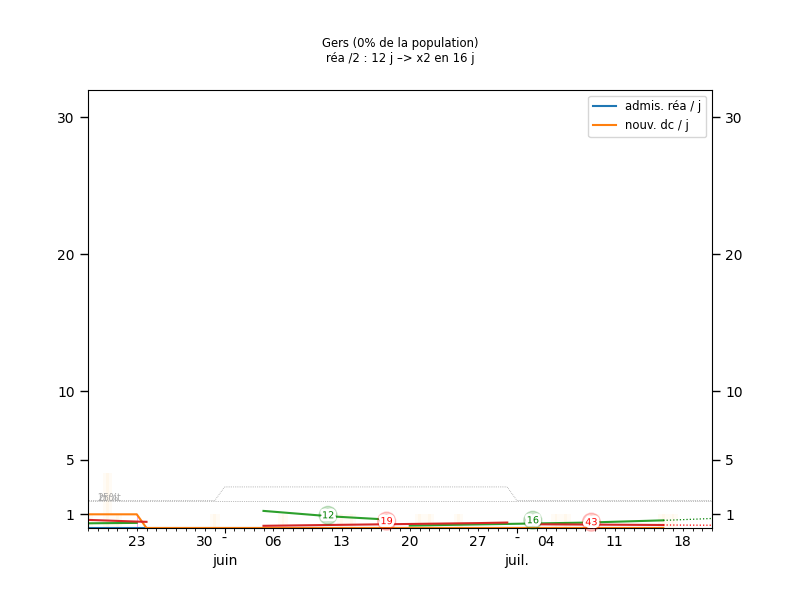 Gers (0% de la population)
réa /2 : 12 j –> x2 en 16 j
admis. réa / j
nouv. dc / j
30 30
20 20
10 10
5 5
1 1
12 19 16 43
23 30 - 06 13 20 27 - 04 11 18
juin juil.